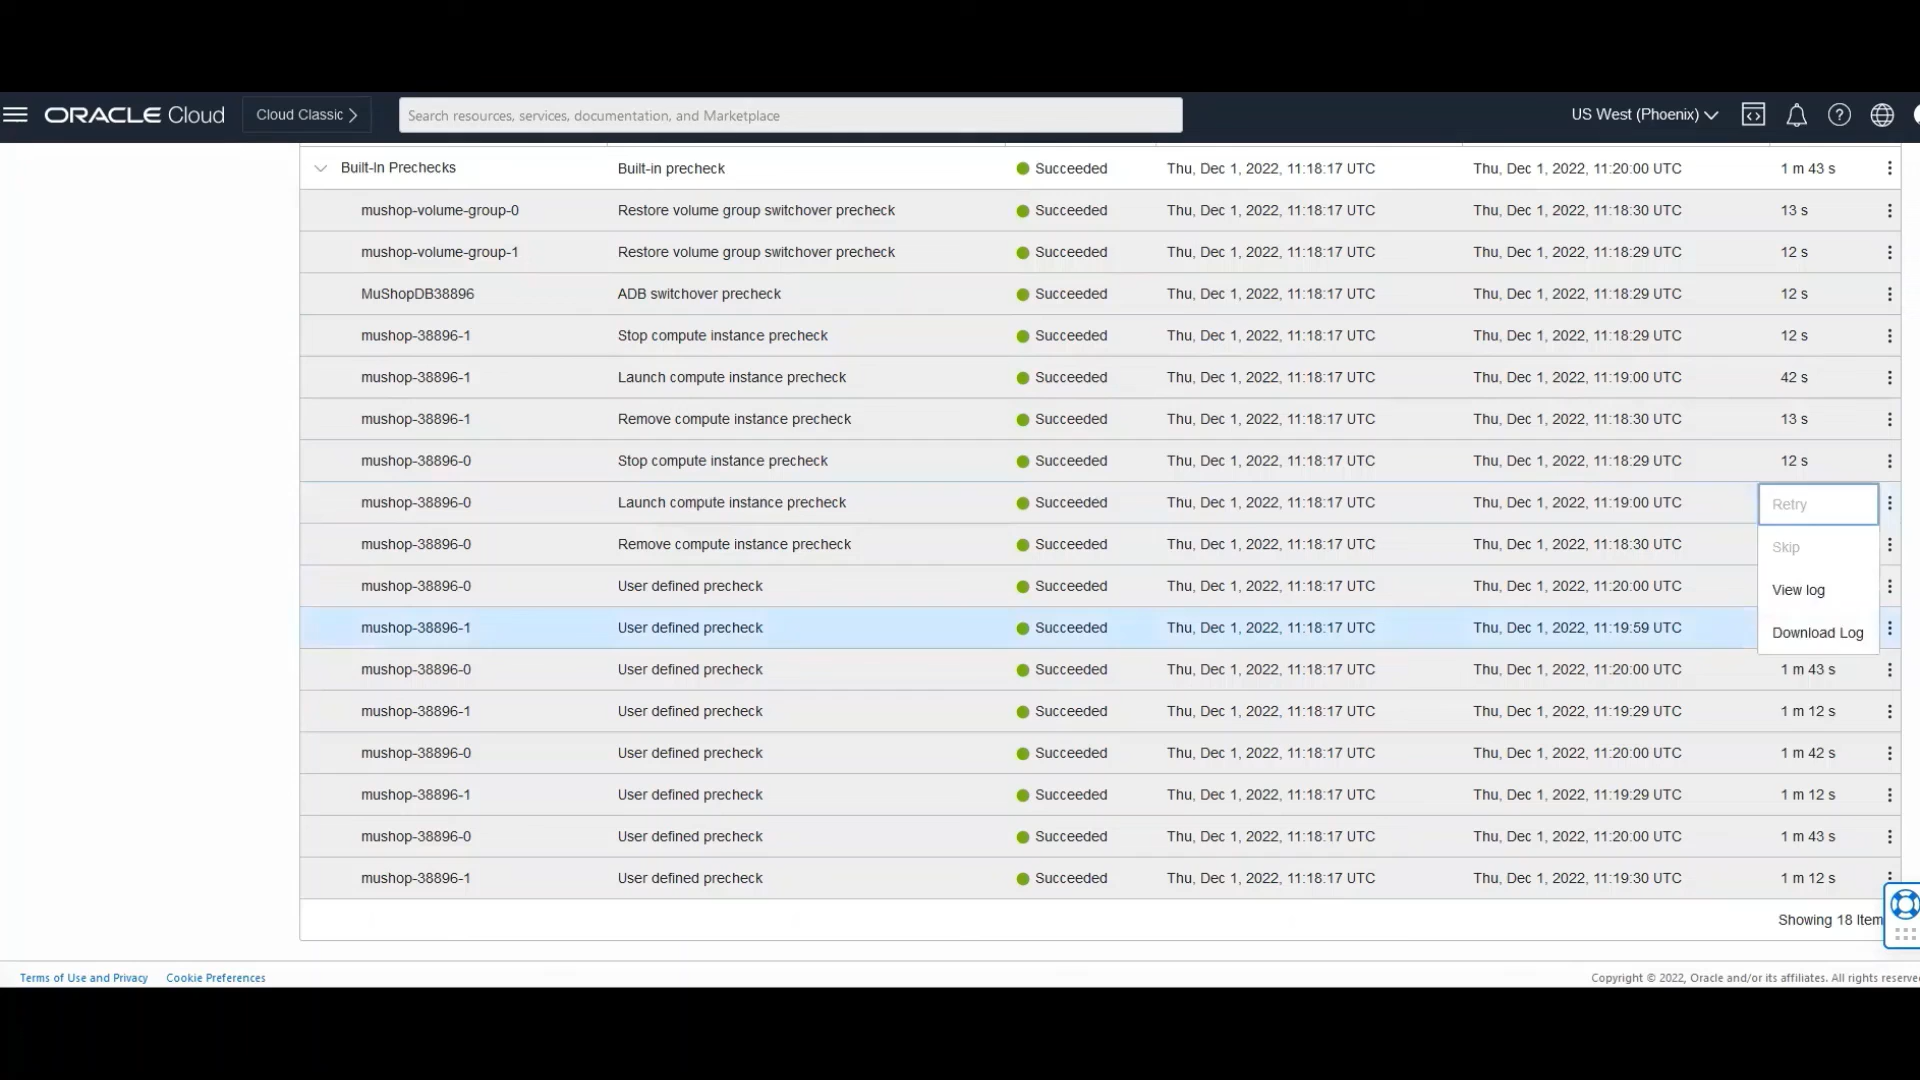 ORACLE Cloud Cloud Classic Search resources, services, documentation, and Marketplace US West (Phoenix)
Built-In Prechecks Built-in precheck Succeeded Thu, Dec 1, 2022, 11:18:17 UTC Thu, Dec 1, 2022, 11:20:00 UTC 1 m 43 s
mushop-volume-group-0 Restore volume group switchover precheck Succeeded Thu, Dec 1, 2022, 11:18:17 UTC Thu, Dec 1, 2022, 11:18:30 UTC 13 s
mushop-volume-group-1 Restore volume group switchover precheck Succeeded Thu, Dec 1, 2022, 11:18:17 UTC Thu, Dec 1, 2022, 11:18:29 UTC 12 s
MuShopDB38896 ADB switchover precheck Succeeded Thu, Dec 1, 2022, 11:18:17 UTC Thu, Dec 1, 2022, 11:18:29 UTC 12 s
mushop-38896-1 Stop compute instance precheck Succeeded Thu, Dec 1, 2022, 11:18:17 UTC Thu, Dec 1, 2022, 11:18:29 UTC 12 s
mushop-38896-1 Launch compute instance precheck Succeeded Thu, Dec 1, 2022, 11:18:17 UTC Thu, Dec 1, 2022, 11:19:00 UTC 42 s
mushop-38896-1 Remove compute instance precheck Succeeded Thu, Dec 1, 2022, 11:18:17 UTC Thu, Dec 1, 2022, 11:18:30 UTC 13 s
mushop-38896-0 Stop compute instance precheck Succeeded Thu, Dec 1, 2022, 11:18:17 UTC Thu, Dec 1, 2022, 11:18:29 UTC 12 s
mushop-38896-0 Launch compute instance precheck Succeeded Thu, Dec 1, 2022, 11:18:17 UTC Thu, Dec 1, 2022, 11:19:00 UTC Retry
mushop-38896-0 Remove compute instance precheck Succeeded Thu, Dec 1, 2022, 11:18:17 UTC Thu, Dec 1, 2022, 11:18:30 UTC Skip
mushop-38896-0 User defined precheck Succeeded Thu, Dec 1, 2022, 11:18:17 UTC Thu, Dec 1, 2022, 11:20:00 UTC View log
mushop-38896-1 User defined precheck Succeeded Thu, Dec 1, 2022, 11:18:17 UTC Thu, Dec 1, 2022, 11:19:59 UTC Download Log
mushop-38896-0 User defined precheck Succeeded Thu, Dec 1, 2022, 11:18:17 UTC Thu, Dec 1, 2022, 11:20:00 UTC 1 m 43 s
mushop-38896-1 User defined precheck Succeeded Thu, Dec 1, 2022, 11:18:17 UTC Thu, Dec 1, 2022, 11:19:29 UTC 1 m 12 s
mushop-38896-0 User defined precheck Succeeded Thu, Dec 1, 2022, 11:18:17 UTC Thu, Dec 1, 2022, 11:20:00 UTC 1 m 42 s
mushop-38896-1 User defined precheck Succeeded Thu, Dec 1, 2022, 11:18:17 UTC Thu, Dec 1, 2022, 11:19:29 UTC 1 m 12 s
mushop-38896-0 User defined precheck Succeeded Thu, Dec 1, 2022, 11:18:17 UTC Thu, Dec 1, 2022, 11:20:00 UTC 1 m 43 s
mushop-38896-1 User defined precheck Succeeded Thu, Dec 1, 2022, 11:18:17 UTC Thu, Dec 1, 2022, 11:19:30 UTC 1 m 12 s
Showing 18 Item
Terms of Use and Privacy Cookie Preferences Copyright © 2022, Oracle and/or its affiliates. All rights reserve